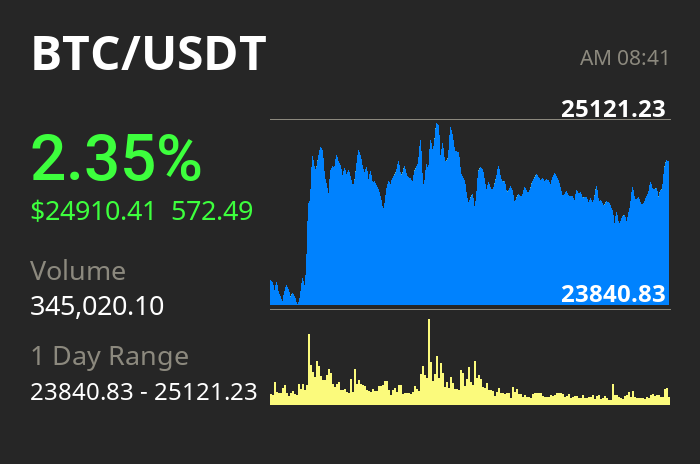 BTC/USDT
AM 08:41
25121.23
2.35%
$24910.41 572.49
Volume
345,020.10
23840.83
1 Day Range
23840.83 - 25121.23